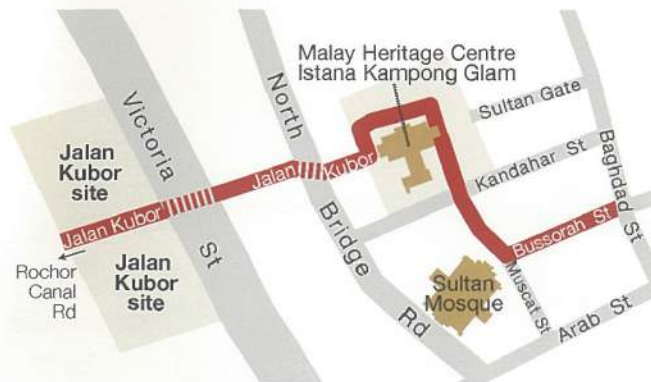 Malay Heritage Centre
Istana Kampong Glam
Sultan Gate
Victoria
St
North
Bridge
Rd
Jalan
Kubor
site
Jalan Kubor
Kandahar St
Baghdad St
Jalan Kubor
Bussorah St
Rochor
Canal
Rd
Jalan
Kubor
site
Sultan
Mosque
Muscat St
Arab St